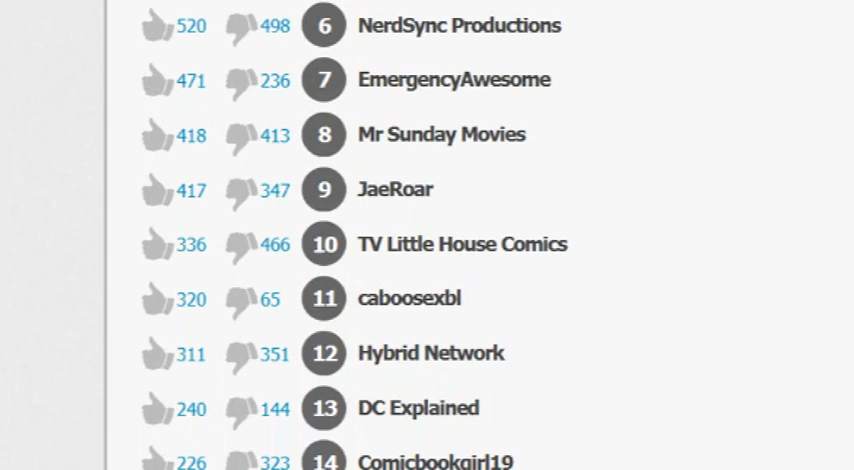 520 498 6 NerdSync Productions
471 236 7 EmergencyAwesome
418 413 8 Mr Sunday Movies
417 347 9 JaeRoar
336 466 10 TV Little House Comics
320 65 11 caboosexbl
311 351 12 Hybrid Network
240 144 13 DC Explained
226 323 14 Comicbookgirl19